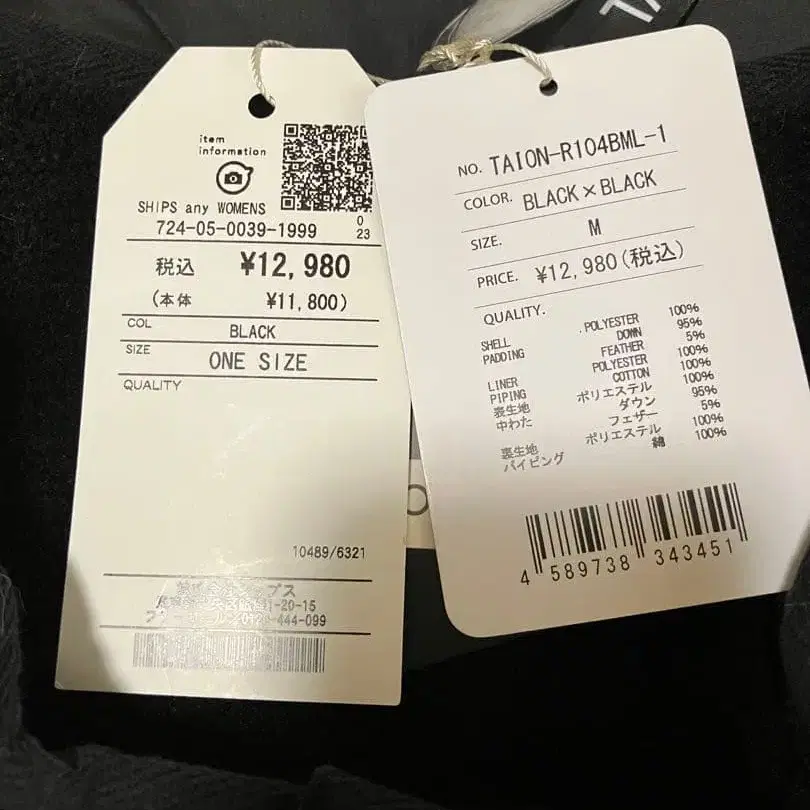 item
information
SHIPS any WOMENS
724-05-0039-1999
0
23
税込 ¥12,980
(本体 ¥11,800)
COL BLACK
SIZE ONE SIZE
QUALITY
10489/6321
NO. TAION-R104BML-1
COLOR. BLACK×BLACK
SIZE. M
PRICE. ¥12,980(税込)
QUALITY.
SHELL POLYESTER 100%
PADDING DOWN 95%
FEATHER 5%
LINER POLYESTER 100%
PIPING COTTON 100%
表生地 ポリエステル 100%
中わた ダウン 95%
フェザー 5%
裏生地 ポリエステル 100%
パイピング 綿 100%
4 589738 343451